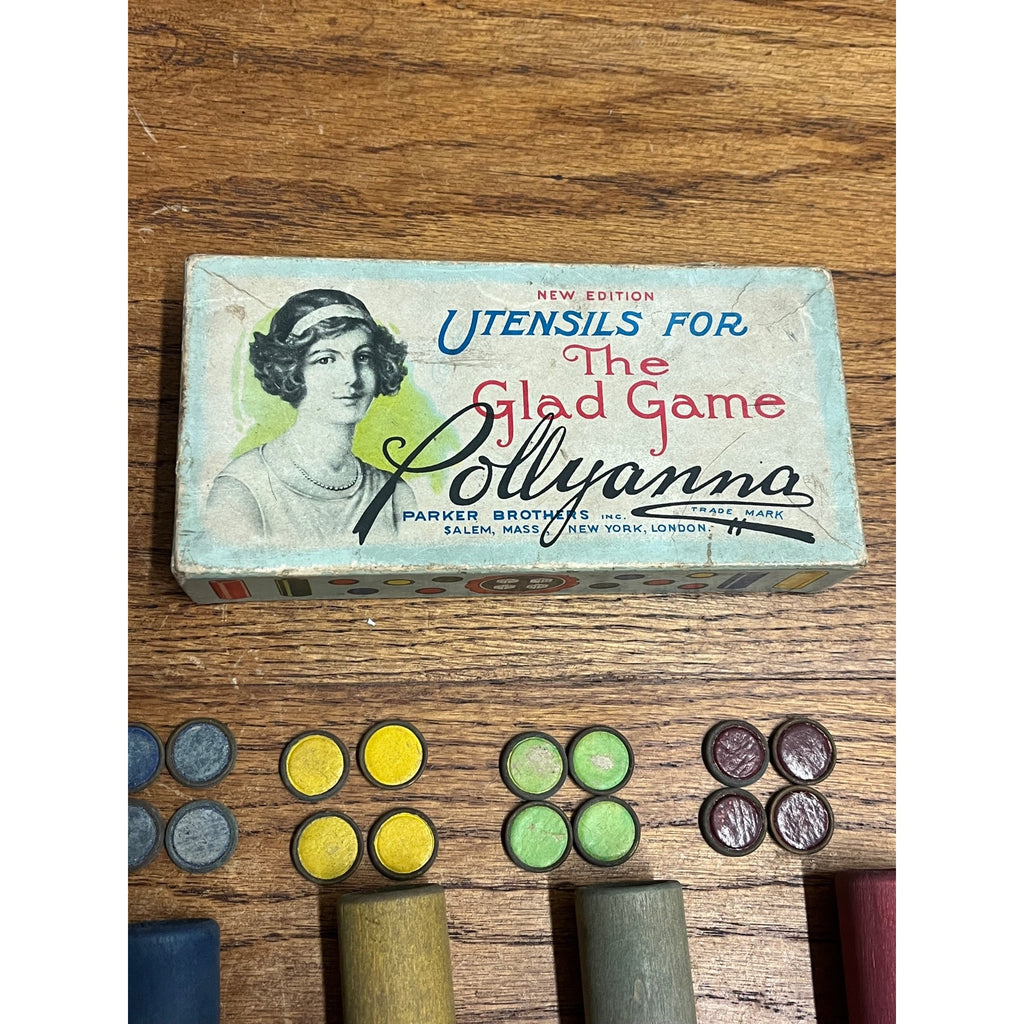 NEW EDITION
UTENSILS FOR
The
Glad Game
Pollyanna
TRADE MARK
PARKER BROTHERS INC.
SALEM, MASS., NEW YORK, LONDON.